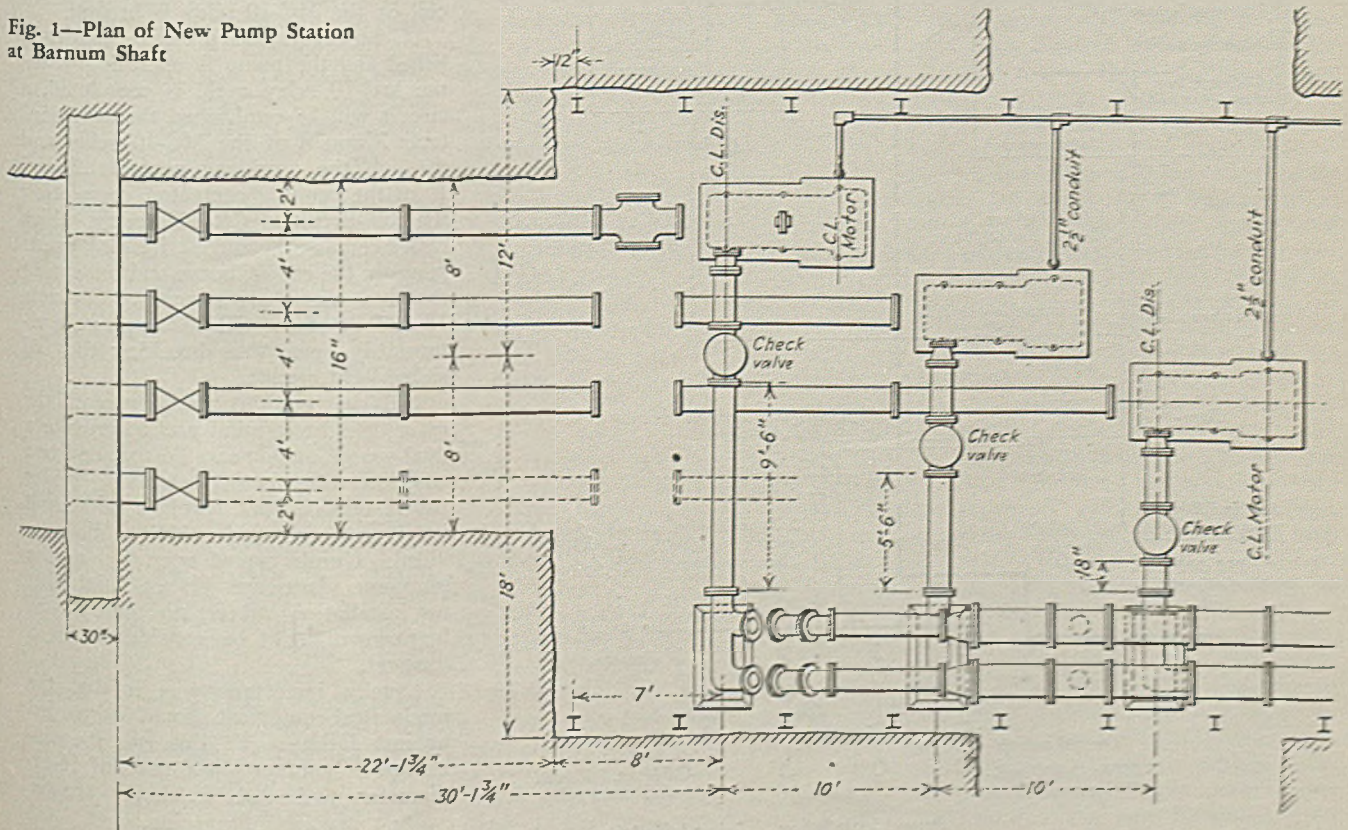 Fig. 1—Plan of New Pump Station
at Barnum Shaft
12"
C.L. Dis.
C.L.
Motor
2½" conduit
2½" conduit
C.L. Dis.
2'
4'
4'
4'
2'
16"
8'
8'
12'
18'
Check
valve
Check
valve
Check
valve
9'-6"
5'-6"
18"
C.L. Motor
30"
7'
22'-1¾"
8'
30'-1¾"
10'
10'